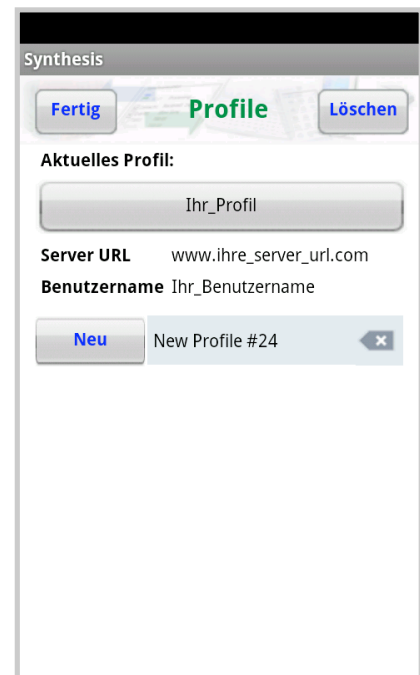 Synthesis
Fertig Profile Löschen
Aktuelles Profil:
Ihr_Profil
Server URL www.ihre_server_url.com
Benutzername Ihr_Benutzername
Neu New Profile #24